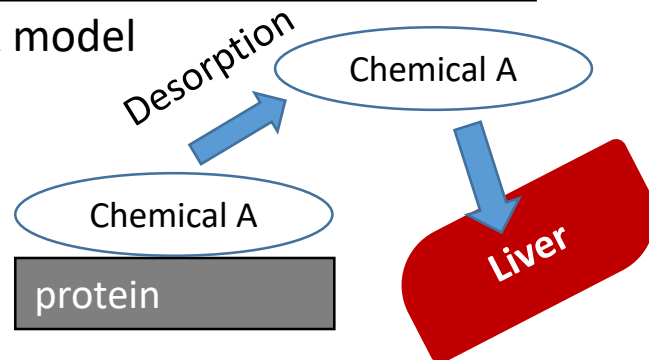 model
Desorption
Chemical A
Chemical A
protein
Liver